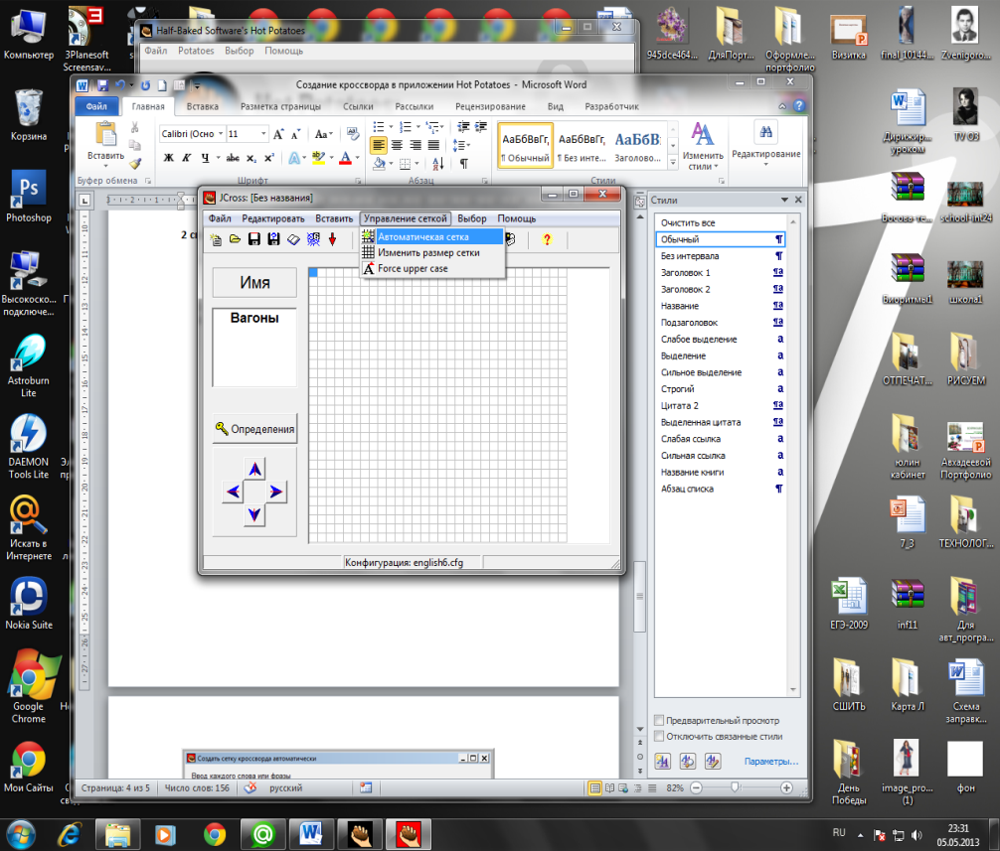 Half-Baked Software's Hot Potatoes
Файл Potatoes Выбор Помощь
Создание кроссворда в приложении Hot Potatoes - Microsoft Word
Файл Главная Вставка Разметка страницы Ссылки Рассылки Рецензирование Вид Разработчик
Вставить
Calibri (Осно 11
Ж К Ч abc x₂ x²
АаБбВвГг, АаБбВвГг, АаБбВ
¶ Обычный ¶ Без инте... Заголово...
Изменить стили
Редактирование
Буфер обмена Шрифт Абзац Стили
JCross: [Без названия]
Файл Редактировать Вставить Управление сеткой Выбор Помощь
Автоматичекая сетка
Изменить размер сетки
Force upper case
Имя
Вагоны
Определения
Конфигурация: english6.cfg
Стили
Очистить все
Обычный
Без интервала
Заголовок 1
Заголовок 2
Название
Подзаголовок
Слабое выделение
Выделение
Сильное выделение
Строгий
Цитата 2
Выделенная цитата
Слабая ссылка
Сильная ссылка
Название книги
Абзац списка
Предварительный просмотр
Отключить связанные стили
Параметры...
Создать сетку кроссворда автоматически
Ввод каждого слова или фразы
Страница: 4 из 5 Число слов: 156 русский 82%
Компьютер
3Planesoft
Screensav...
Корзина
Photoshop
Высокоско...
подключе...
Astroburn
Lite
DAEMON
Tools Lite
Искать в
Интернете
Nokia Suite
Google
Chrome
Мои Сайты
945dce464...
ДляПорт...
Оформле...
портфолио
Визитка
final_10144...
Zvenigoro...
Дирижир...
уроком
TV 03
Восова-те...
school-int24
Виоритмы1
школа1
ОТПЕЧАТ...
РИСУЕМ
юлин
кабинет
Авхадеевой
Портфолио
7_3
ТЕХНОЛОГ...
ЕГЭ-2009
inf11
Для
авт_програ...
СШИТЬ
Карта Л
Схема
заправк...
День
Победы
image_pro...
(1)
фон
RU
23:31
05.05.2013